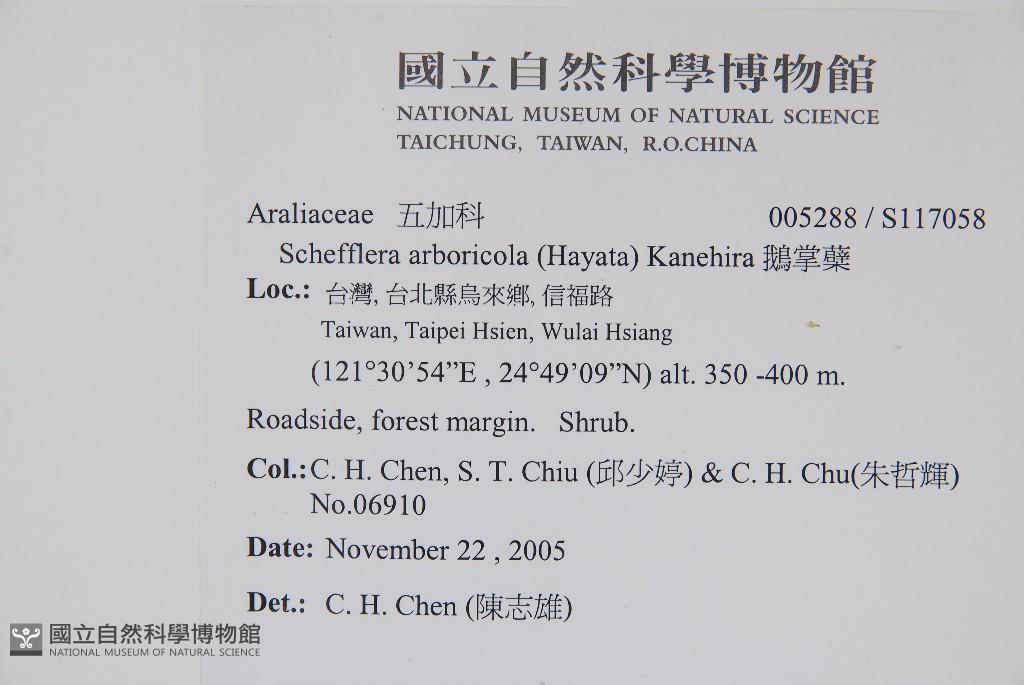 國立自然科學博物館
NATIONAL MUSEUM OF NATURAL SCIENCE
TAICHUNG, TAIWAN, R.O.CHINA
Araliaceae 五加科 005288 / S117058
Schefflera arboricola (Hayata) Kanehira 鵝掌蘗
Loc.: 台灣, 台北縣烏來鄉, 信福路
Taiwan, Taipei Hsien, Wulai Hsiang
(121°30’54”E , 24°49’09”N) alt. 350 -400 m.
Roadside, forest margin. Shrub.
Col.: C. H. Chen, S. T. Chiu (邱少婷) & C. H. Chu(朱哲輝)
No.06910
Date: November 22 , 2005
Det.: C. H. Chen (陳志雄)
國立自然科學博物館
NATIONAL MUSEUM OF NATURAL SCIENCE